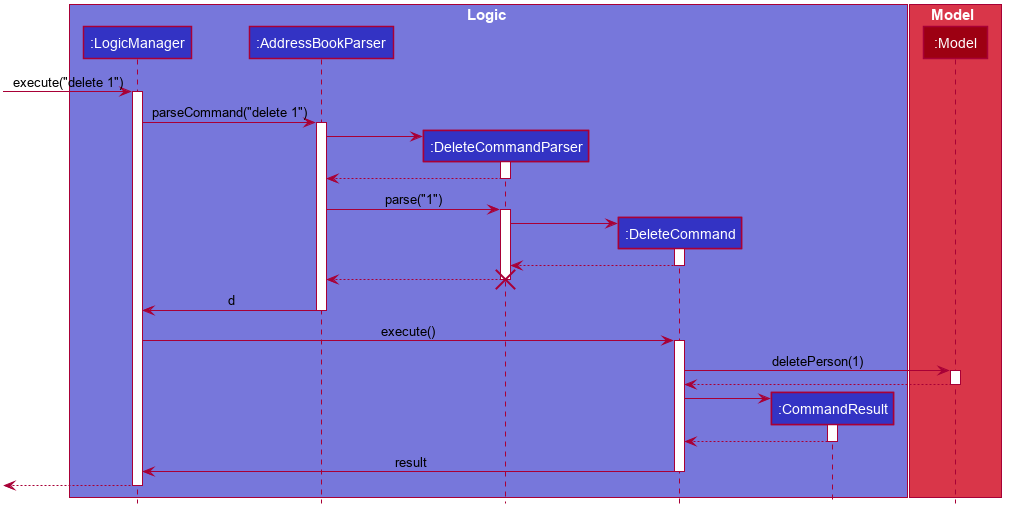 Logic
Model
:LogicManager
:AddressBookParser
:Model
execute("delete 1")
parseCommand("delete 1")
:DeleteCommandParser
parse("1")
:DeleteCommand
d
execute()
deletePerson(1)
:CommandResult
result